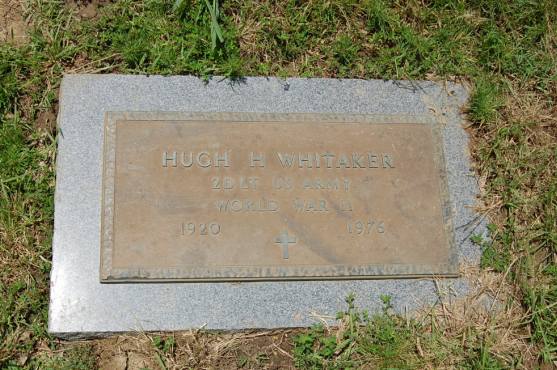 HUGH H WHITAKER
2D LT US ARMY
WORLD WAR II
1920 1976